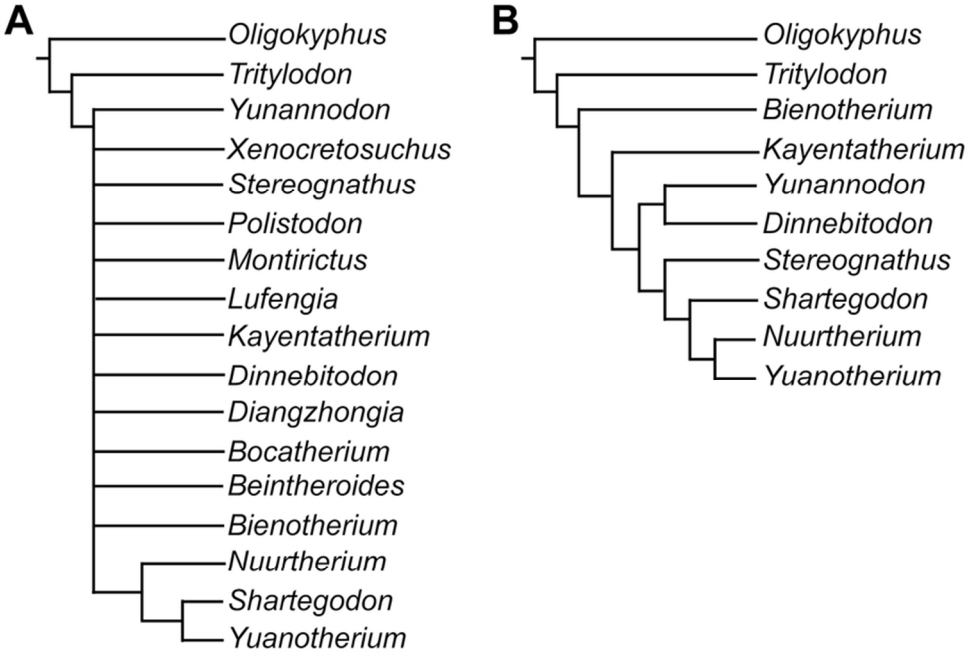 A
Oligokyphus
Tritylodon
Yunannodon
Xenocretosuchus
Stereognathus
Polistodon
Montirictus
Lufengia
Kayentatherium
Dinnebitodon
Diangzhongia
Bocatherium
Beintheroides
Bienotherium
Nuurtherium
Shartegodon
Yuanotherium
B
Oligokyphus
Tritylodon
Bienotherium
Kayentatherium
Yunannodon
Dinnebitodon
Stereognathus
Shartegodon
Nuurtherium
Yuanotherium